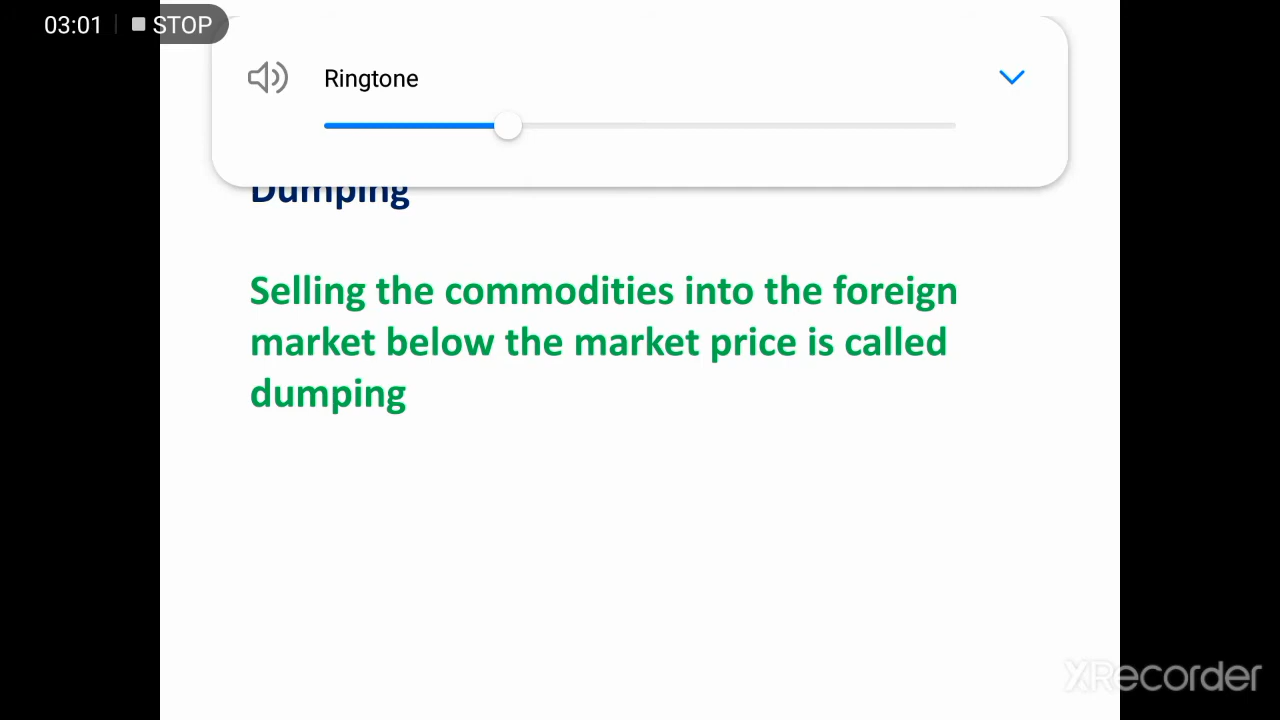 03:01 STOP
Ringtone
Dumping
Selling the commodities into the foreign
market below the market price is called
dumping
XRecorder